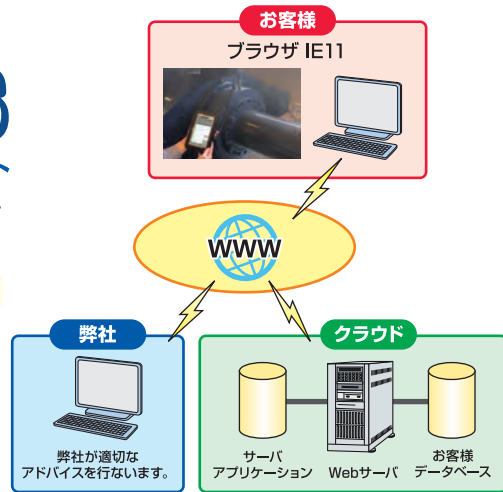 お客様
ブラウザ IE11
WWW
弊社
弊社が適切な
アドバイスを行ないます。
クラウド
サーバ
アプリケーション
Webサーバ
お客様
データベース